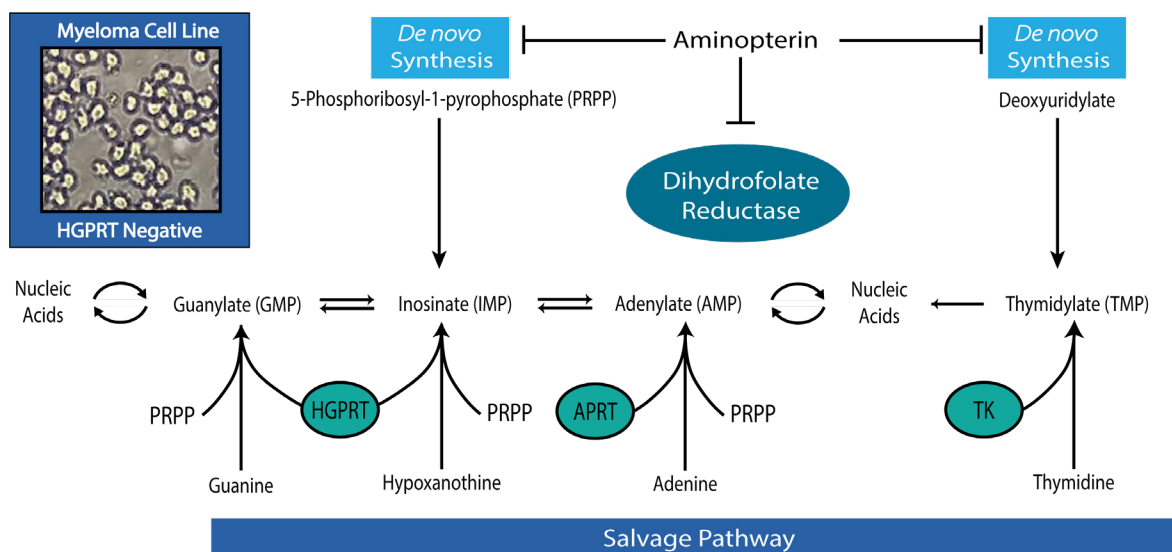 Myeloma Cell Line
HGPRT Negative
De novo
Synthesis
Aminopterin
De novo
Synthesis
5-Phosphoribosyl-1-pyrophosphate (PRPP)
Deoxyuridylate
Dihydrofolate
Reductase
Nucleic
Acids
Guanylate (GMP)
Inosinate (IMP)
Adenylate (AMP)
Nucleic
Acids
Thymidylate (TMP)
PRPP
HGPRT
PRPP
APRT
PRPP
TK
Guanine
Hypoxanothine
Adenine
Thymidine
Salvage Pathway